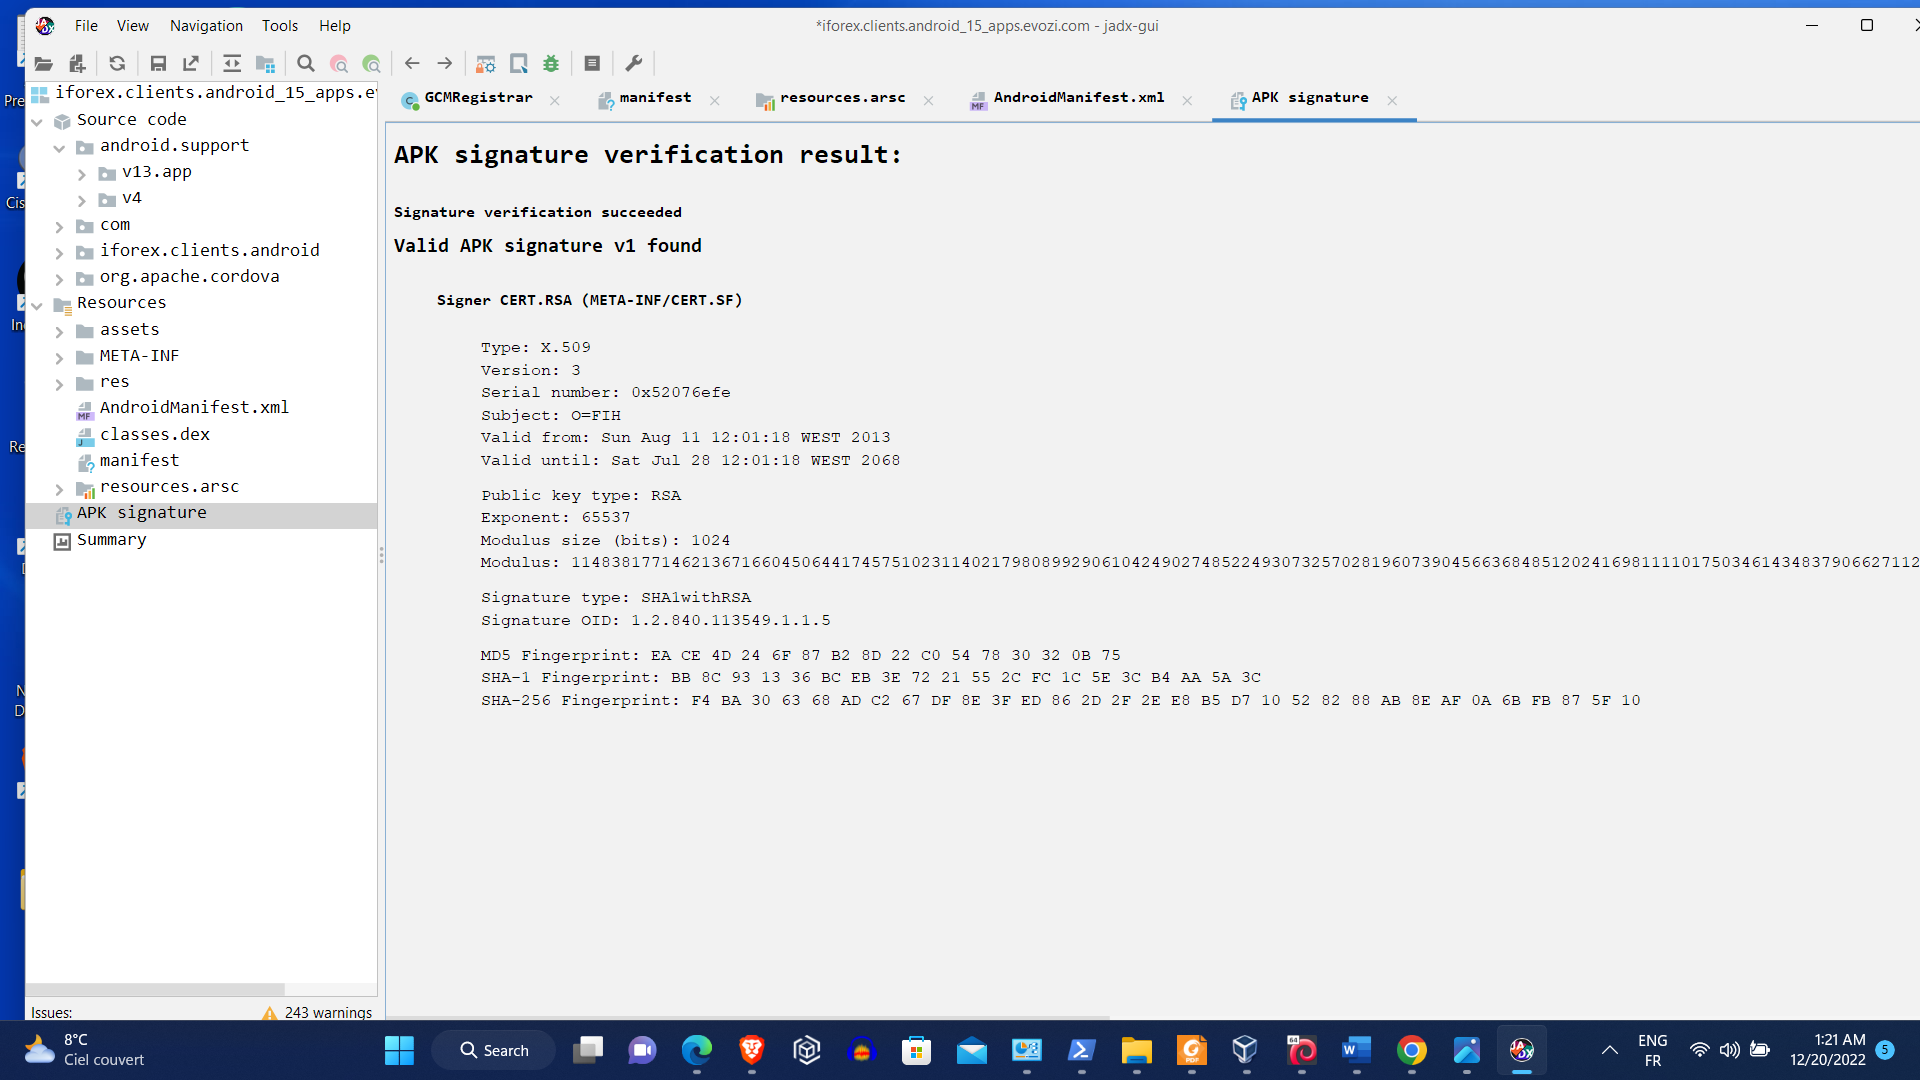 File View Navigation Tools Help
*iforex.clients.android_15_apps.evozi.com - jadx-gui
iforex.clients.android_15_apps.ev
Source code
android.support
v13.app
v4
com
iforex.clients.android
org.apache.cordova
Resources
assets
META-INF
res
AndroidManifest.xml
classes.dex
manifest
resources.arsc
APK signature
Summary
Issues: 243 warnings
GCMRegistrar manifest resources.arsc AndroidManifest.xml APK signature
APK signature verification result:
Signature verification succeeded
Valid APK signature v1 found
Signer CERT.RSA (META-INF/CERT.SF)
Type: X.509
Version: 3
Serial number: 0x52076efe
Subject: O=FIH
Valid from: Sun Aug 11 12:01:18 WEST 2013
Valid until: Sat Jul 28 12:01:18 WEST 2068
Public key type: RSA
Exponent: 65537
Modulus size (bits): 1024
Modulus: 114838177146213671660450644174575102311402179808992906104249027485224930732570281960739045663684851202416981111017503461434837906627112
Signature type: SHA1withRSA
Signature OID: 1.2.840.113549.1.1.5
MD5 Fingerprint: EA CE 4D 24 6F 87 B2 8D 22 C0 54 78 30 32 0B 75
SHA-1 Fingerprint: BB 8C 93 13 36 BC EB 3E 72 21 55 2C FC 1C 5E 3C B4 AA 5A 3C
SHA-256 Fingerprint: F4 BA 30 63 68 AD C2 67 DF 8E 3F ED 86 2D 2F 2E E8 B5 D7 10 52 82 88 AB 8E AF 0A 6B FB 87 5F 10
Pre
Cis
In
Re
N
D
8°C
Ciel couvert
Search
ENG
FR
1:21 AM
12/20/2022
5